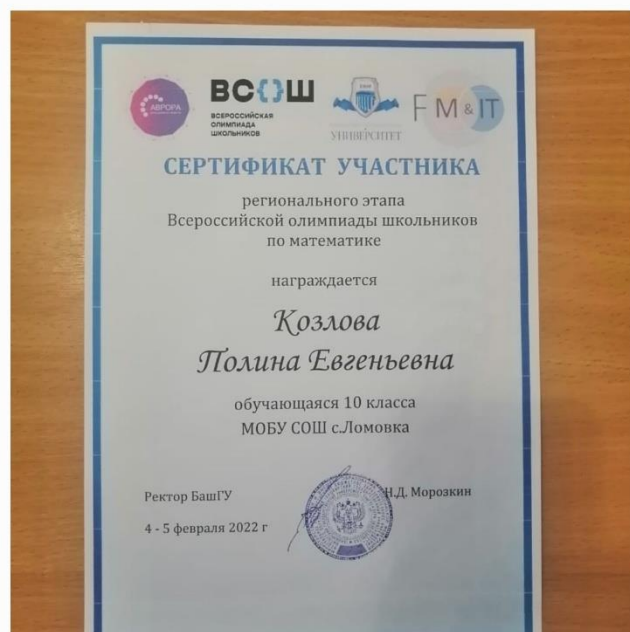 АВРОРА
ВСОШ
ВСЕРОССИЙСКАЯ
ОЛИМПИАДА
ШКОЛЬНИКОВ
УНИВЕРСИТЕТ
FM&IT
СЕРТИФИКАТ УЧАСТНИКА
регионального этапа
Всероссийской олимпиады школьников
по математике
награждается
Козлова
Полина Евгеньевна
обучающаяся 10 класса
МОБУ СОШ с.Ломовка
Ректор БашГУ
Н.Д. Морозкин
4 - 5 февраля 2022 г